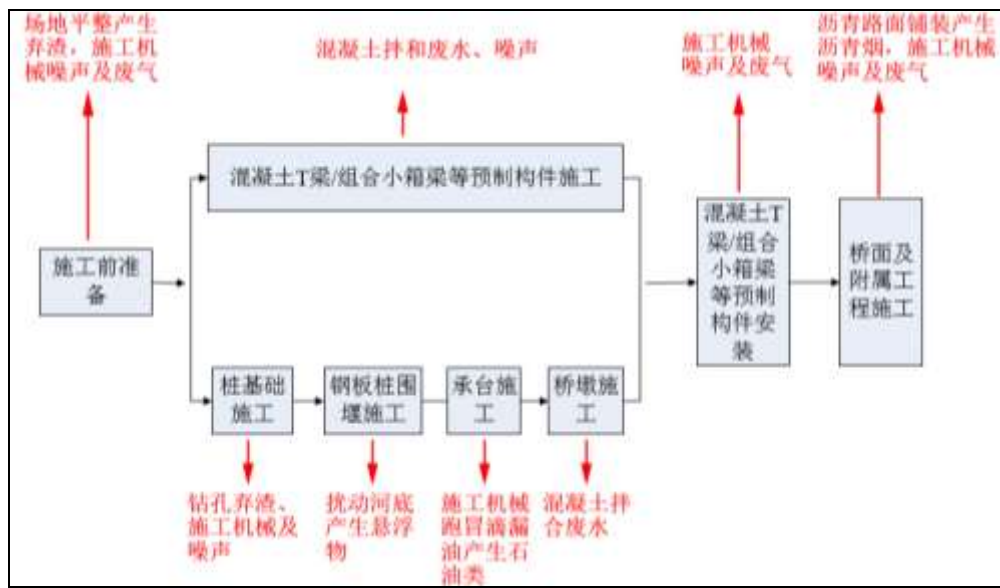 场地平整产生
弃渣，施工机
械噪声及废气
混凝土拌和废水、噪声
施工机械
噪声及废气
沥青路面铺装产生
沥青烟，施工机械
噪声及废气
混凝土T梁/组合小箱梁等预制构件施工
施工前准
备
混凝土T
梁/组合
小箱梁
等预制
构件安
装
桥面及
附属工
程施工
桩基础
施工
钢板桩围
堰施工
承台施
工
桥墩施
工
钻孔弃渣、
施工机械及
噪声
扰动河底
产生悬浮
物
施工机械
跑冒滴漏
油产生石
油类
混凝土拌
合废水